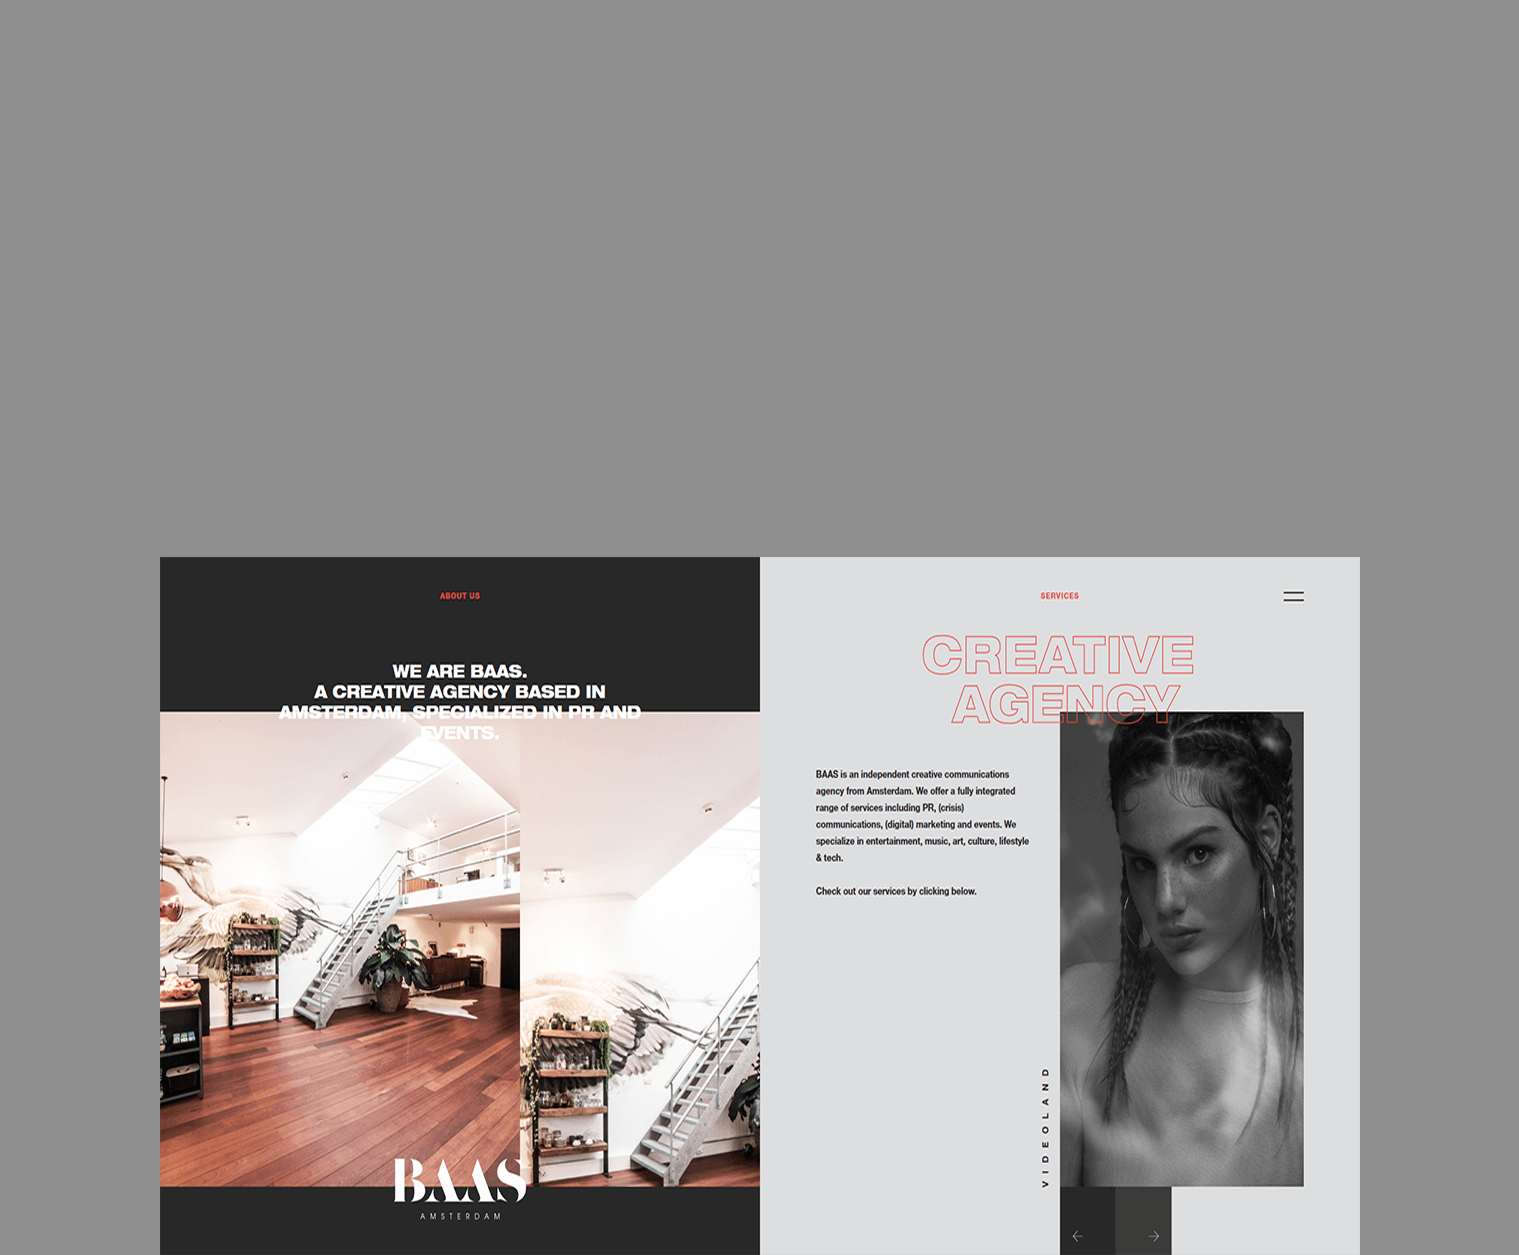 ABOUT US
WE ARE BAAS.
A CREATIVE AGENCY BASED IN
AMSTERDAM, SPECIALIZED IN PR AND
EVENTS.
BAAS
AMSTERDAM
SERVICES
CREATIVE
AGENCY
BAAS is an independent creative communications
agency from Amsterdam. We offer a fully integrated
range of services including PR, (crisis)
communications, (digital) marketing and events. We
specialize in entertainment, music, art, culture, lifestyle
& tech.
Check out our services by clicking below.
VIDEOLAND